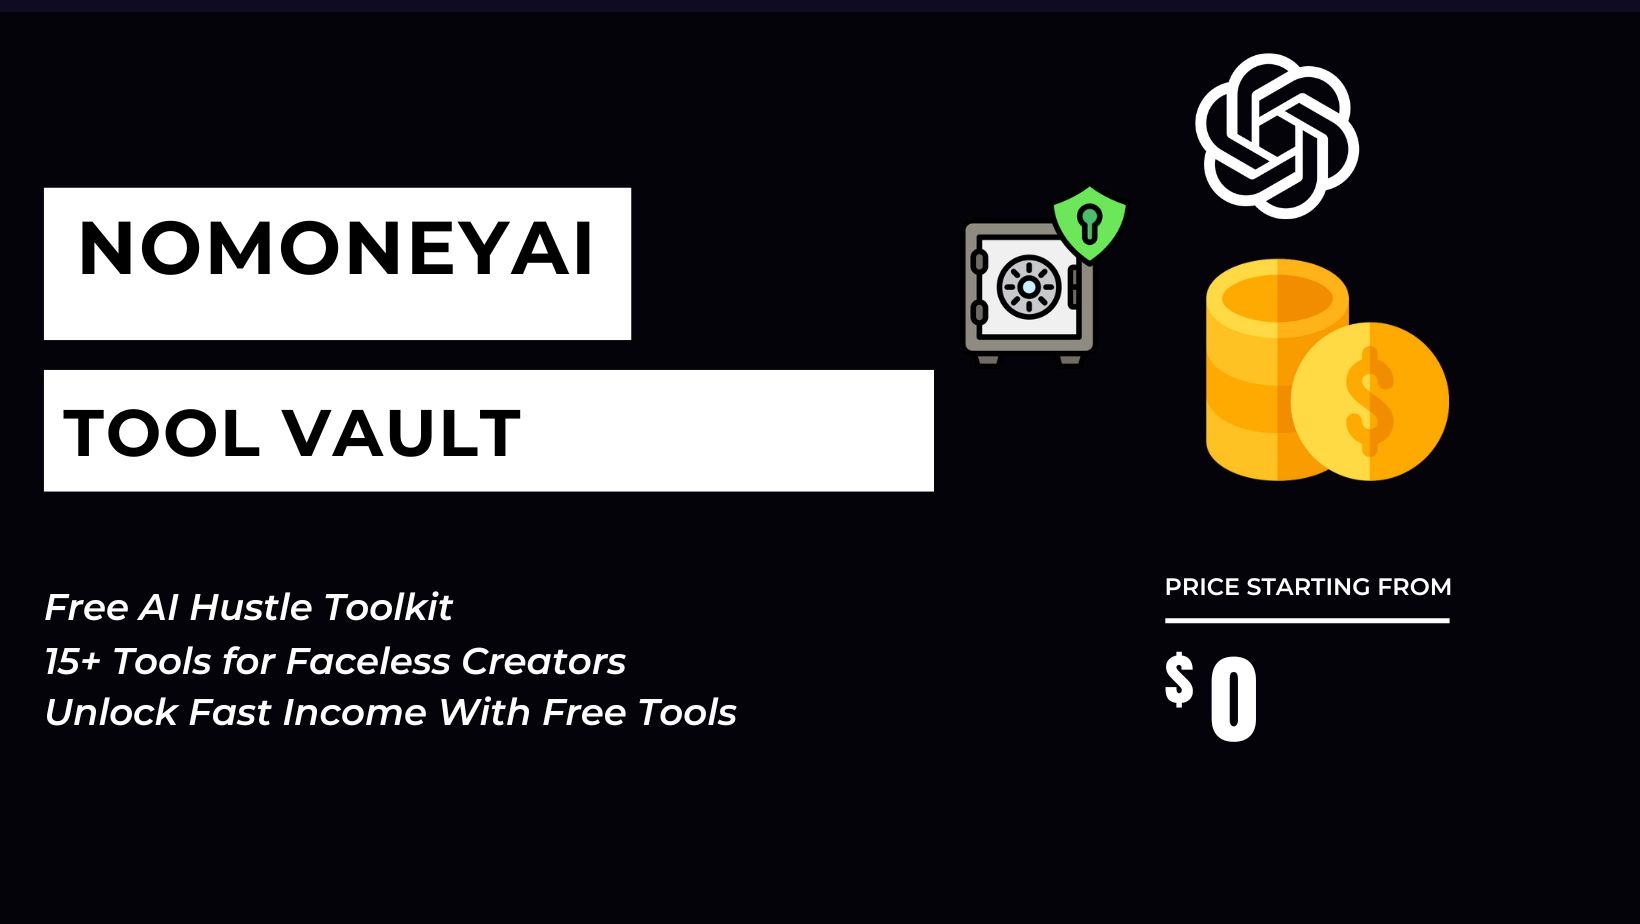 NOMONEYAI
TOOL VAULT
Free AI Hustle Toolkit
15+ Tools for Faceless Creators
Unlock Fast Income With Free Tools
$
PRICE STARTING FROM
$0